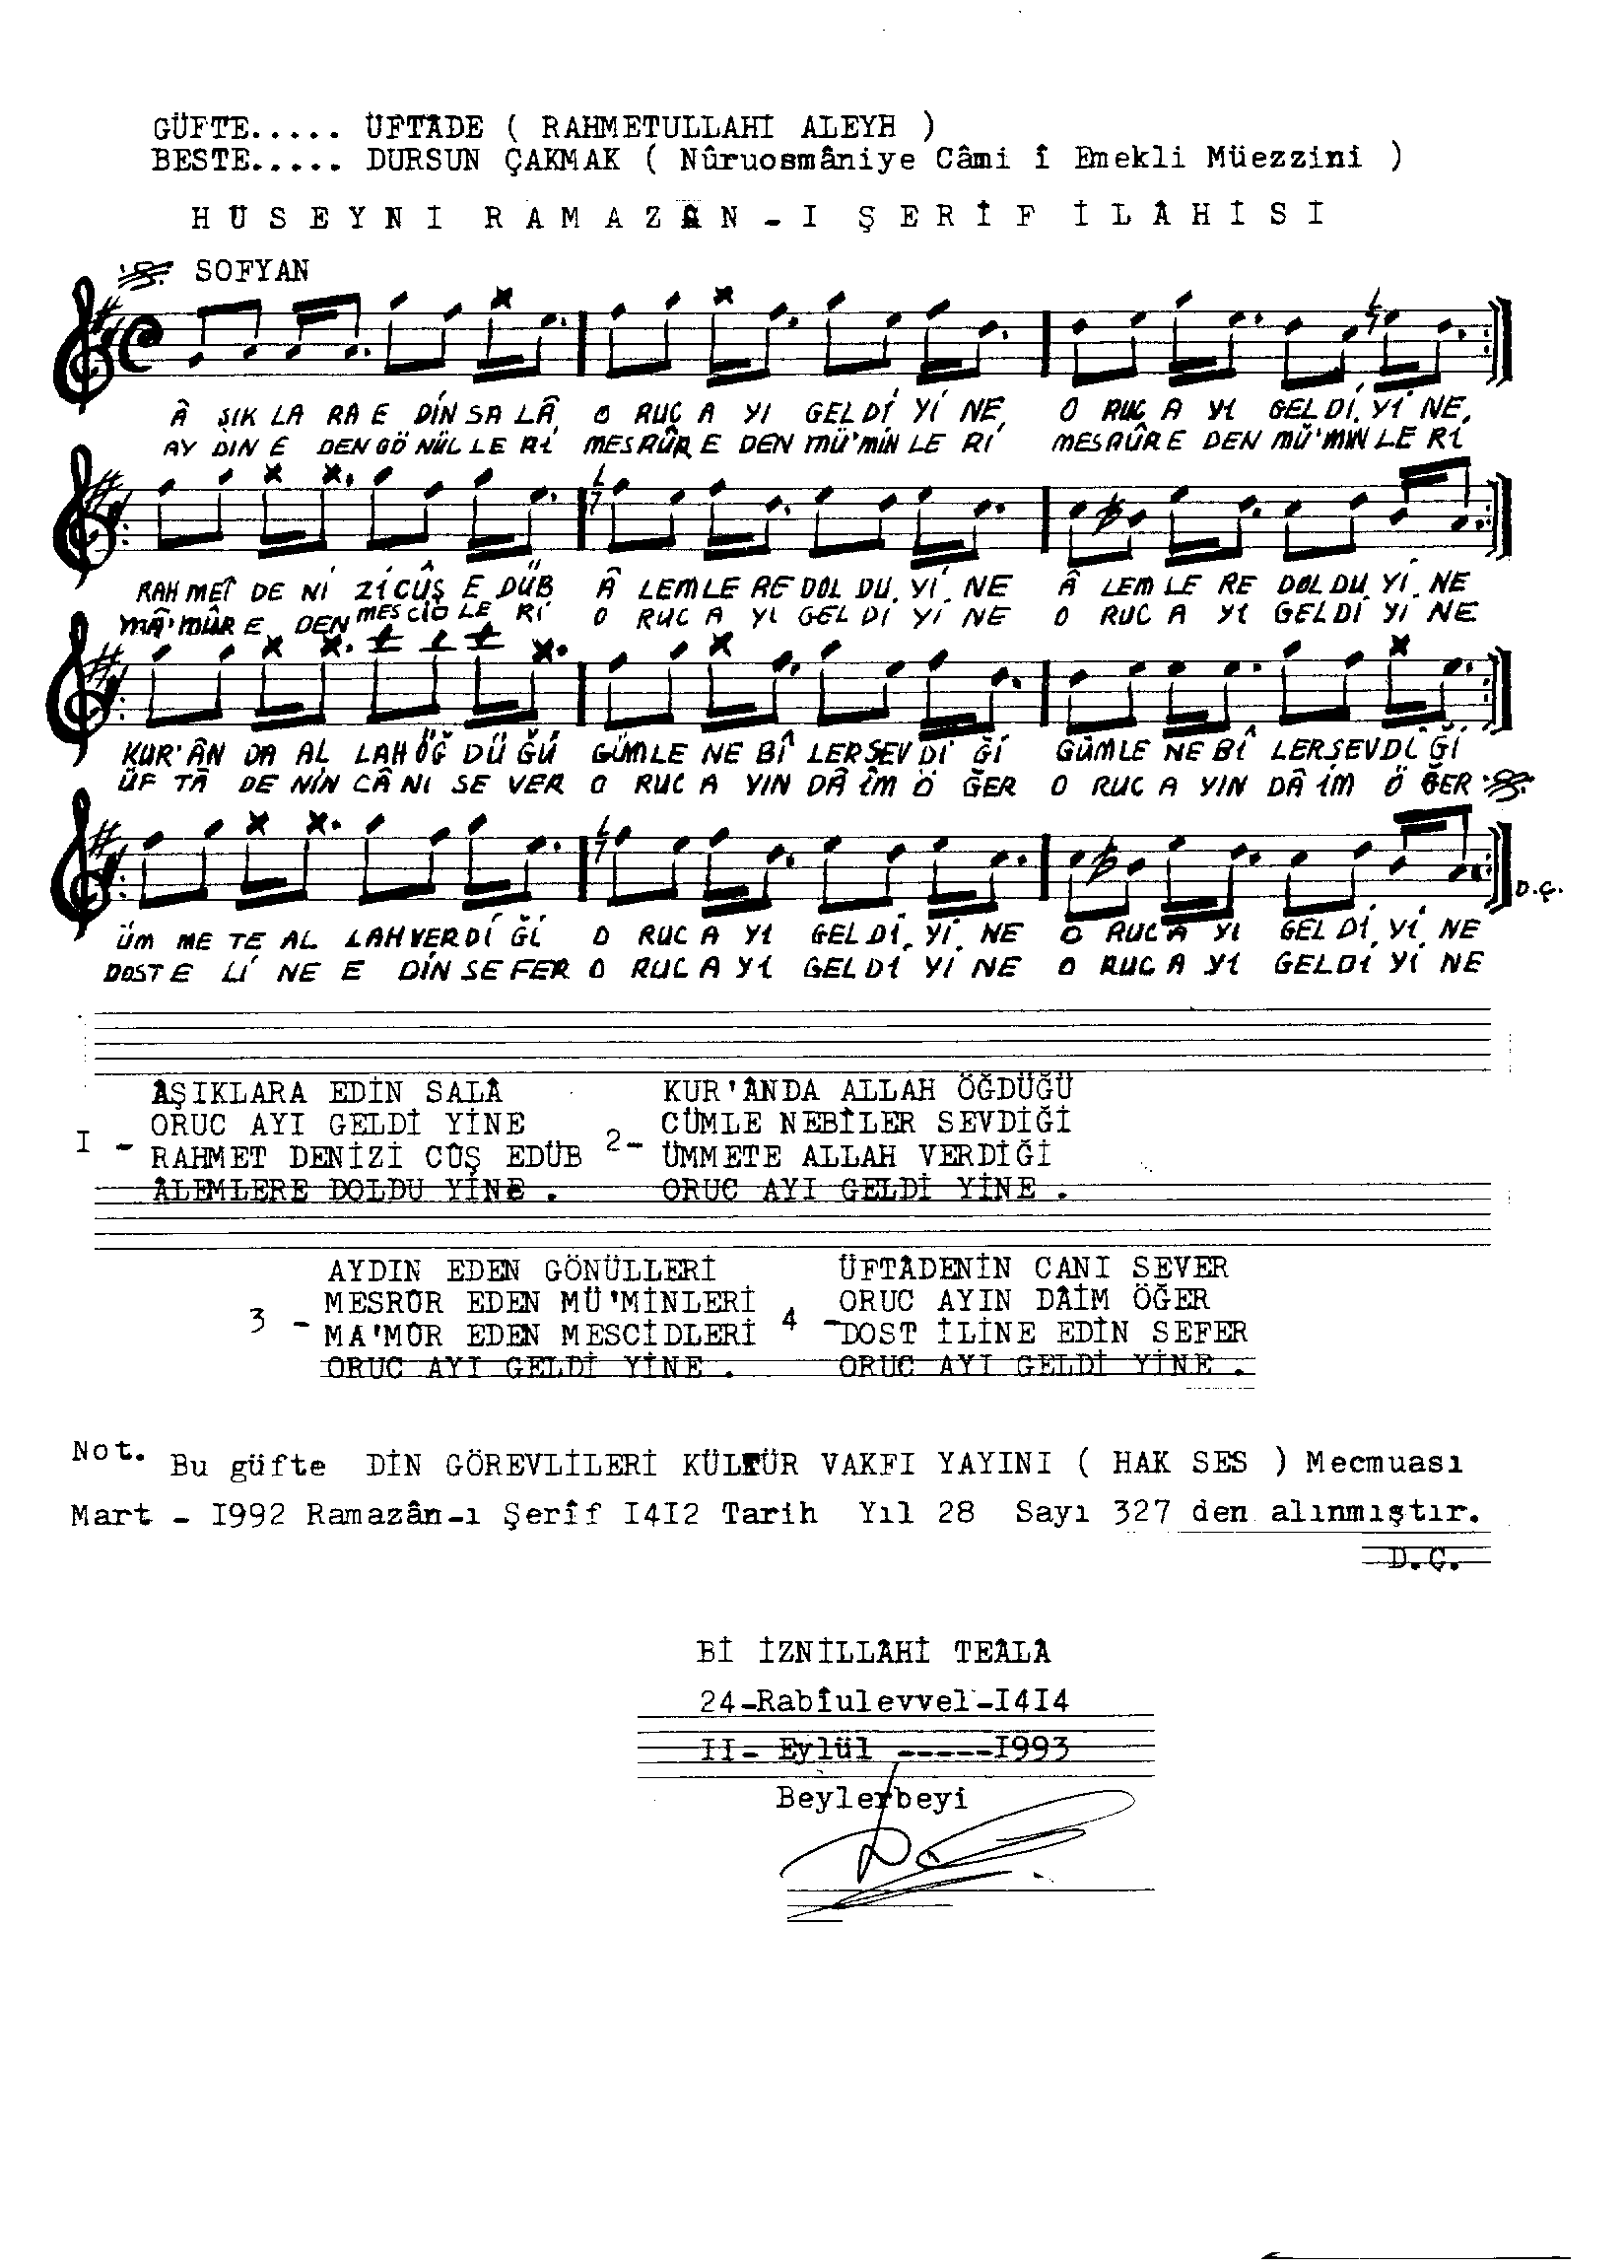 GÜFTE..... ÜFTÂDE ( RAHMETULLAHİ ALEYH )
BESTE..... DURSUN ÇAKMAK ( Nûruosmâniye Câmi î Emekli Müezzini )
HÜSEYNİ RAMAZÂN-I ŞERÎF İLÂHİSİ
SOFYAN
 ŞIK LA RA E DİN SA LÂ O RUC A YI GEL Dİ Yİ NE, O RUC A YI GEL Dİ, Yİ NE,
AY DIN E DEN GÖ NÜL LE Rİ MES RÛR E DEN MÜ'MİN LE Rİ MES RÛR E DEN MÜ'MİN LE Rİ
RAH MET DE Nİ Zİ CÛŞ E DÜB  LEM LE RE DOL DU, Yİ, NE  LEM LE RE DOL DU Yİ, NE
MÂ'MÛR E DEN MES CİD LE Rİ O RUC A YI GEL Dİ Yİ NE O RUC A YI GEL Dİ Yİ NE
KUR'ÂN DA AL LAH ÖĞ DÜ ĞÜ GÜMLE NE BÎ LER SEV Dİ Ğİ GÜMLE NE BÎ LER SEV Dİ Ğİ
ÜF TÂ DE NİN CÂ NI SE VER O RUC A YIN DÂ İM Ö ĞER O RUC A YIN DÂ İM Ö ĞER
ÜM ME TE AL LAH VER Dİ Ğİ O RUC A YI GEL Dİ, Yİ, NE O RUC A YI GEL Dİ, Yİ, NE
D.Ç.
DOST E Lİ NE E DİN SE FER O RUC A YI GEL Dİ Yİ NE O RUC A YI GEL Dİ Yİ NE
I -
ÂŞIKLARA EDİN SALÂ
ORUC AYI GELDİ YİNE
RAHMET DENİZİ CÛŞ EDÜB
ÂLEMLERE DOLDU YİNE .
2-
KUR'ÂNDA ALLAH ÖĞDÜĞÜ
CÜMLE NEBÎLER SEVDİĞİ
ÜMMETE ALLAH VERDİĞİ
ORUC AYI GELDİ YİNE .
3 -
AYDIN EDEN GÖNÜLLERİ
MESRÛR EDEN MÜ'MİNLERİ
MA'MÛR EDEN MESCİDLERİ
ORUC AYI GELDİ YİNE .
4 -
ÜFTÂDENİN CANI SEVER
ORUC AYIN DÂİM ÖĞER
DOST İLİNE EDİN SEFER
ORUC AYI GELDİ YİNE .
Not. Bu güfte DİN GÖREVLİLERİ KÜLTÜR VAKFI YAYINI ( HAK SES ) Mecmuası
Mart - I992 Ramazân-ı Şerîf I4I2 Tarih Yıl 28 Sayı 327 den alınmıştır.
D.Ç.
Bİ İZNİLLÂHİ TEÂLÂ
24-Rabîulevvel-I4I4
II- Eylül -----I993
Beylerbeyi